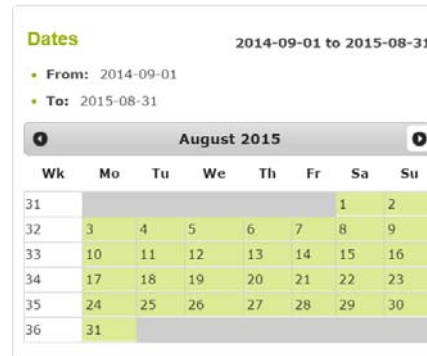 Dates 2014-09-01 to 2015-08-31
• From: 2014-09-01
• To: 2015-08-31
August 2015
Wk Mo Tu We Th Fr Sa Su
31 1 2
32 3 4 5 6 7 8 9
33 10 11 12 13 14 15 16
34 17 18 19 20 21 22 23
35 24 25 26 27 28 29 30
36 31